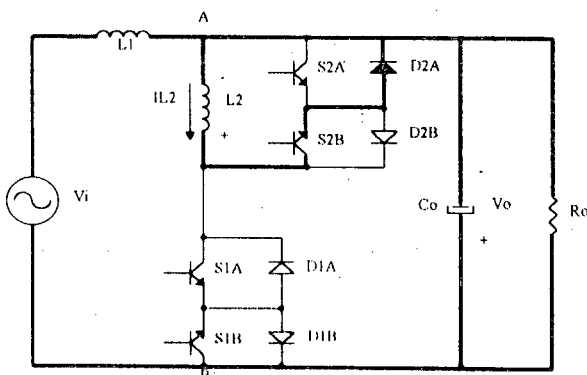 A
L1
S2A
D2A
IL2
L2
+
S2B
D2B
Vi
Co
Vo
Ro
+
S1A
D1A
S1B
D1B